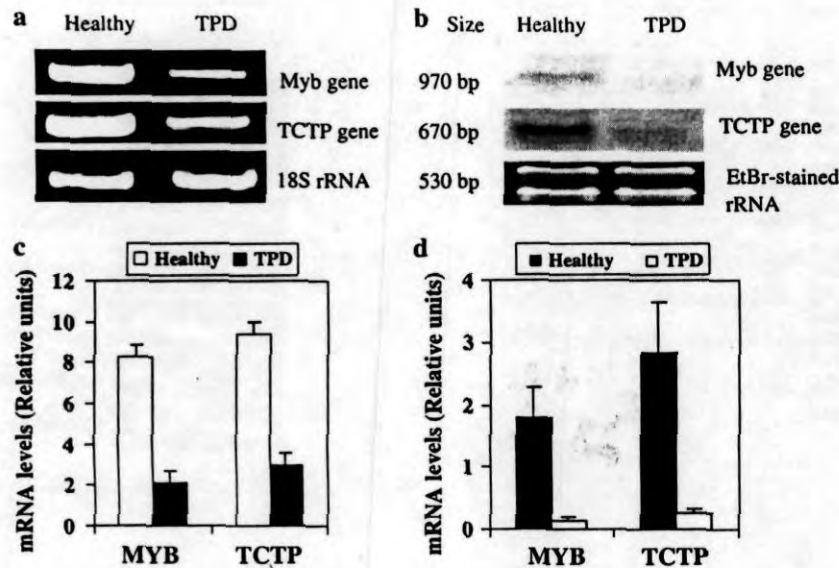 a
Healthy TPD
Myb gene
TCTP gene
18S rRNA
b
Size Healthy TPD
970 bp Myb gene
670 bp TCTP gene
530 bp EtBr-stained
rRNA
c
Healthy TPD
mRNA levels (Relative units)
12
10
8
6
4
2
0
MYB TCTP
d
Healthy TPD
mRNA levels (Relative units)
4
3
2
1
0
MYB TCTP